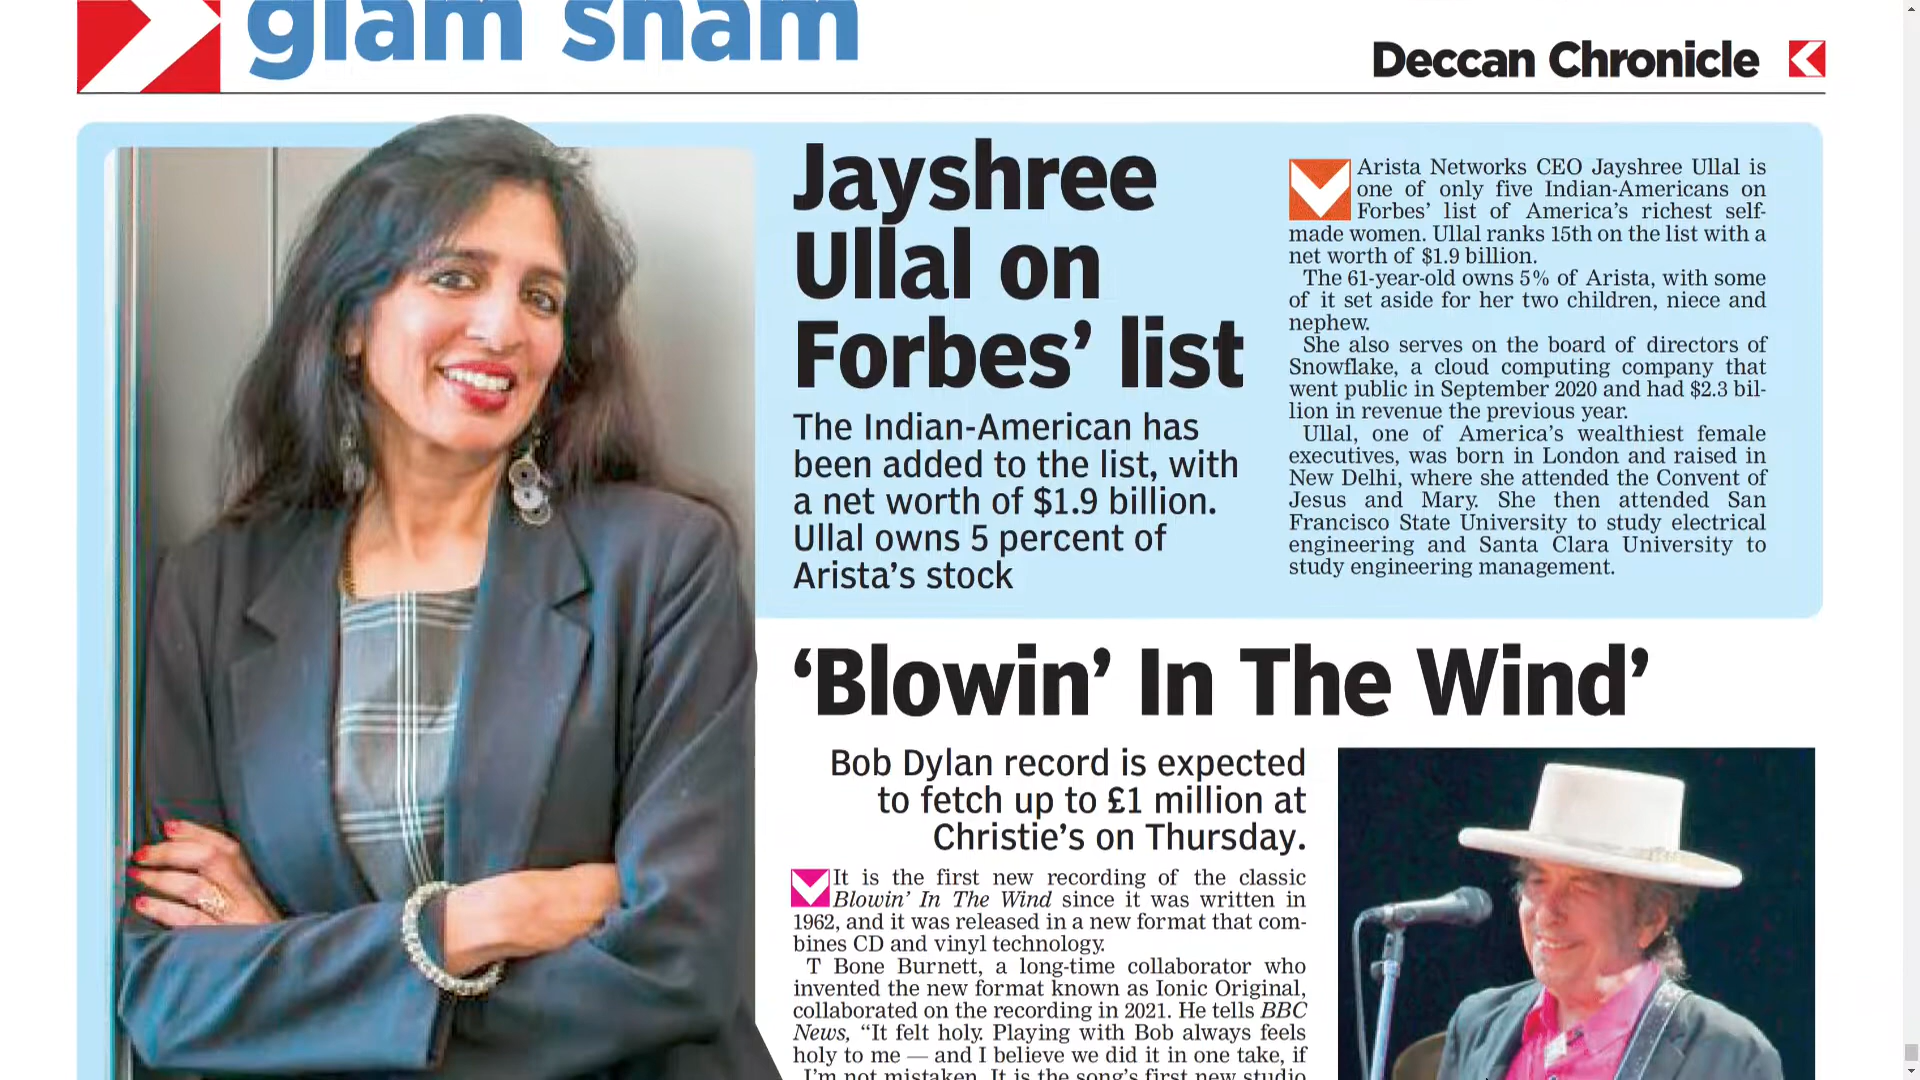 glam sham
Deccan Chronicle
Jayshree
Ullal on
Forbes’ list
The Indian-American has
been added to the list, with
a net worth of $1.9 billion.
Ullal owns 5 percent of
Arista’s stock
Arista Networks CEO Jayshree Ullal is
one of only five Indian-Americans on
Forbes’ list of America’s richest self-
made women. Ullal ranks 15th on the list with a
net worth of $1.9 billion.
The 61-year-old owns 5% of Arista, with some
of it set aside for her two children, niece and
nephew.
She also serves on the board of directors of
Snowflake, a cloud computing company that
went public in September 2020 and had $2.3 bil-
lion in revenue the previous year.
Ullal, one of America’s wealthiest female
executives, was born in London and raised in
New Delhi, where she attended the Convent of
Jesus and Mary. She then attended San
Francisco State University to study electrical
engineering and Santa Clara University to
study engineering management.
‘Blowin’ In The Wind’
Bob Dylan record is expected
to fetch up to £1 million at
Christie’s on Thursday.
It is the first new recording of the classic
Blowin’ In The Wind since it was written in
1962, and it was released in a new format that com-
bines CD and vinyl technology.
T Bone Burnett, a long-time collaborator who
invented the new format known as Ionic Original,
collaborated on the recording in 2021. He tells BBC
News, “It felt holy. Playing with Bob always feels
holy to me — and I believe we did it in one take, if
I’m not mistaken. It is the song’s first new studio